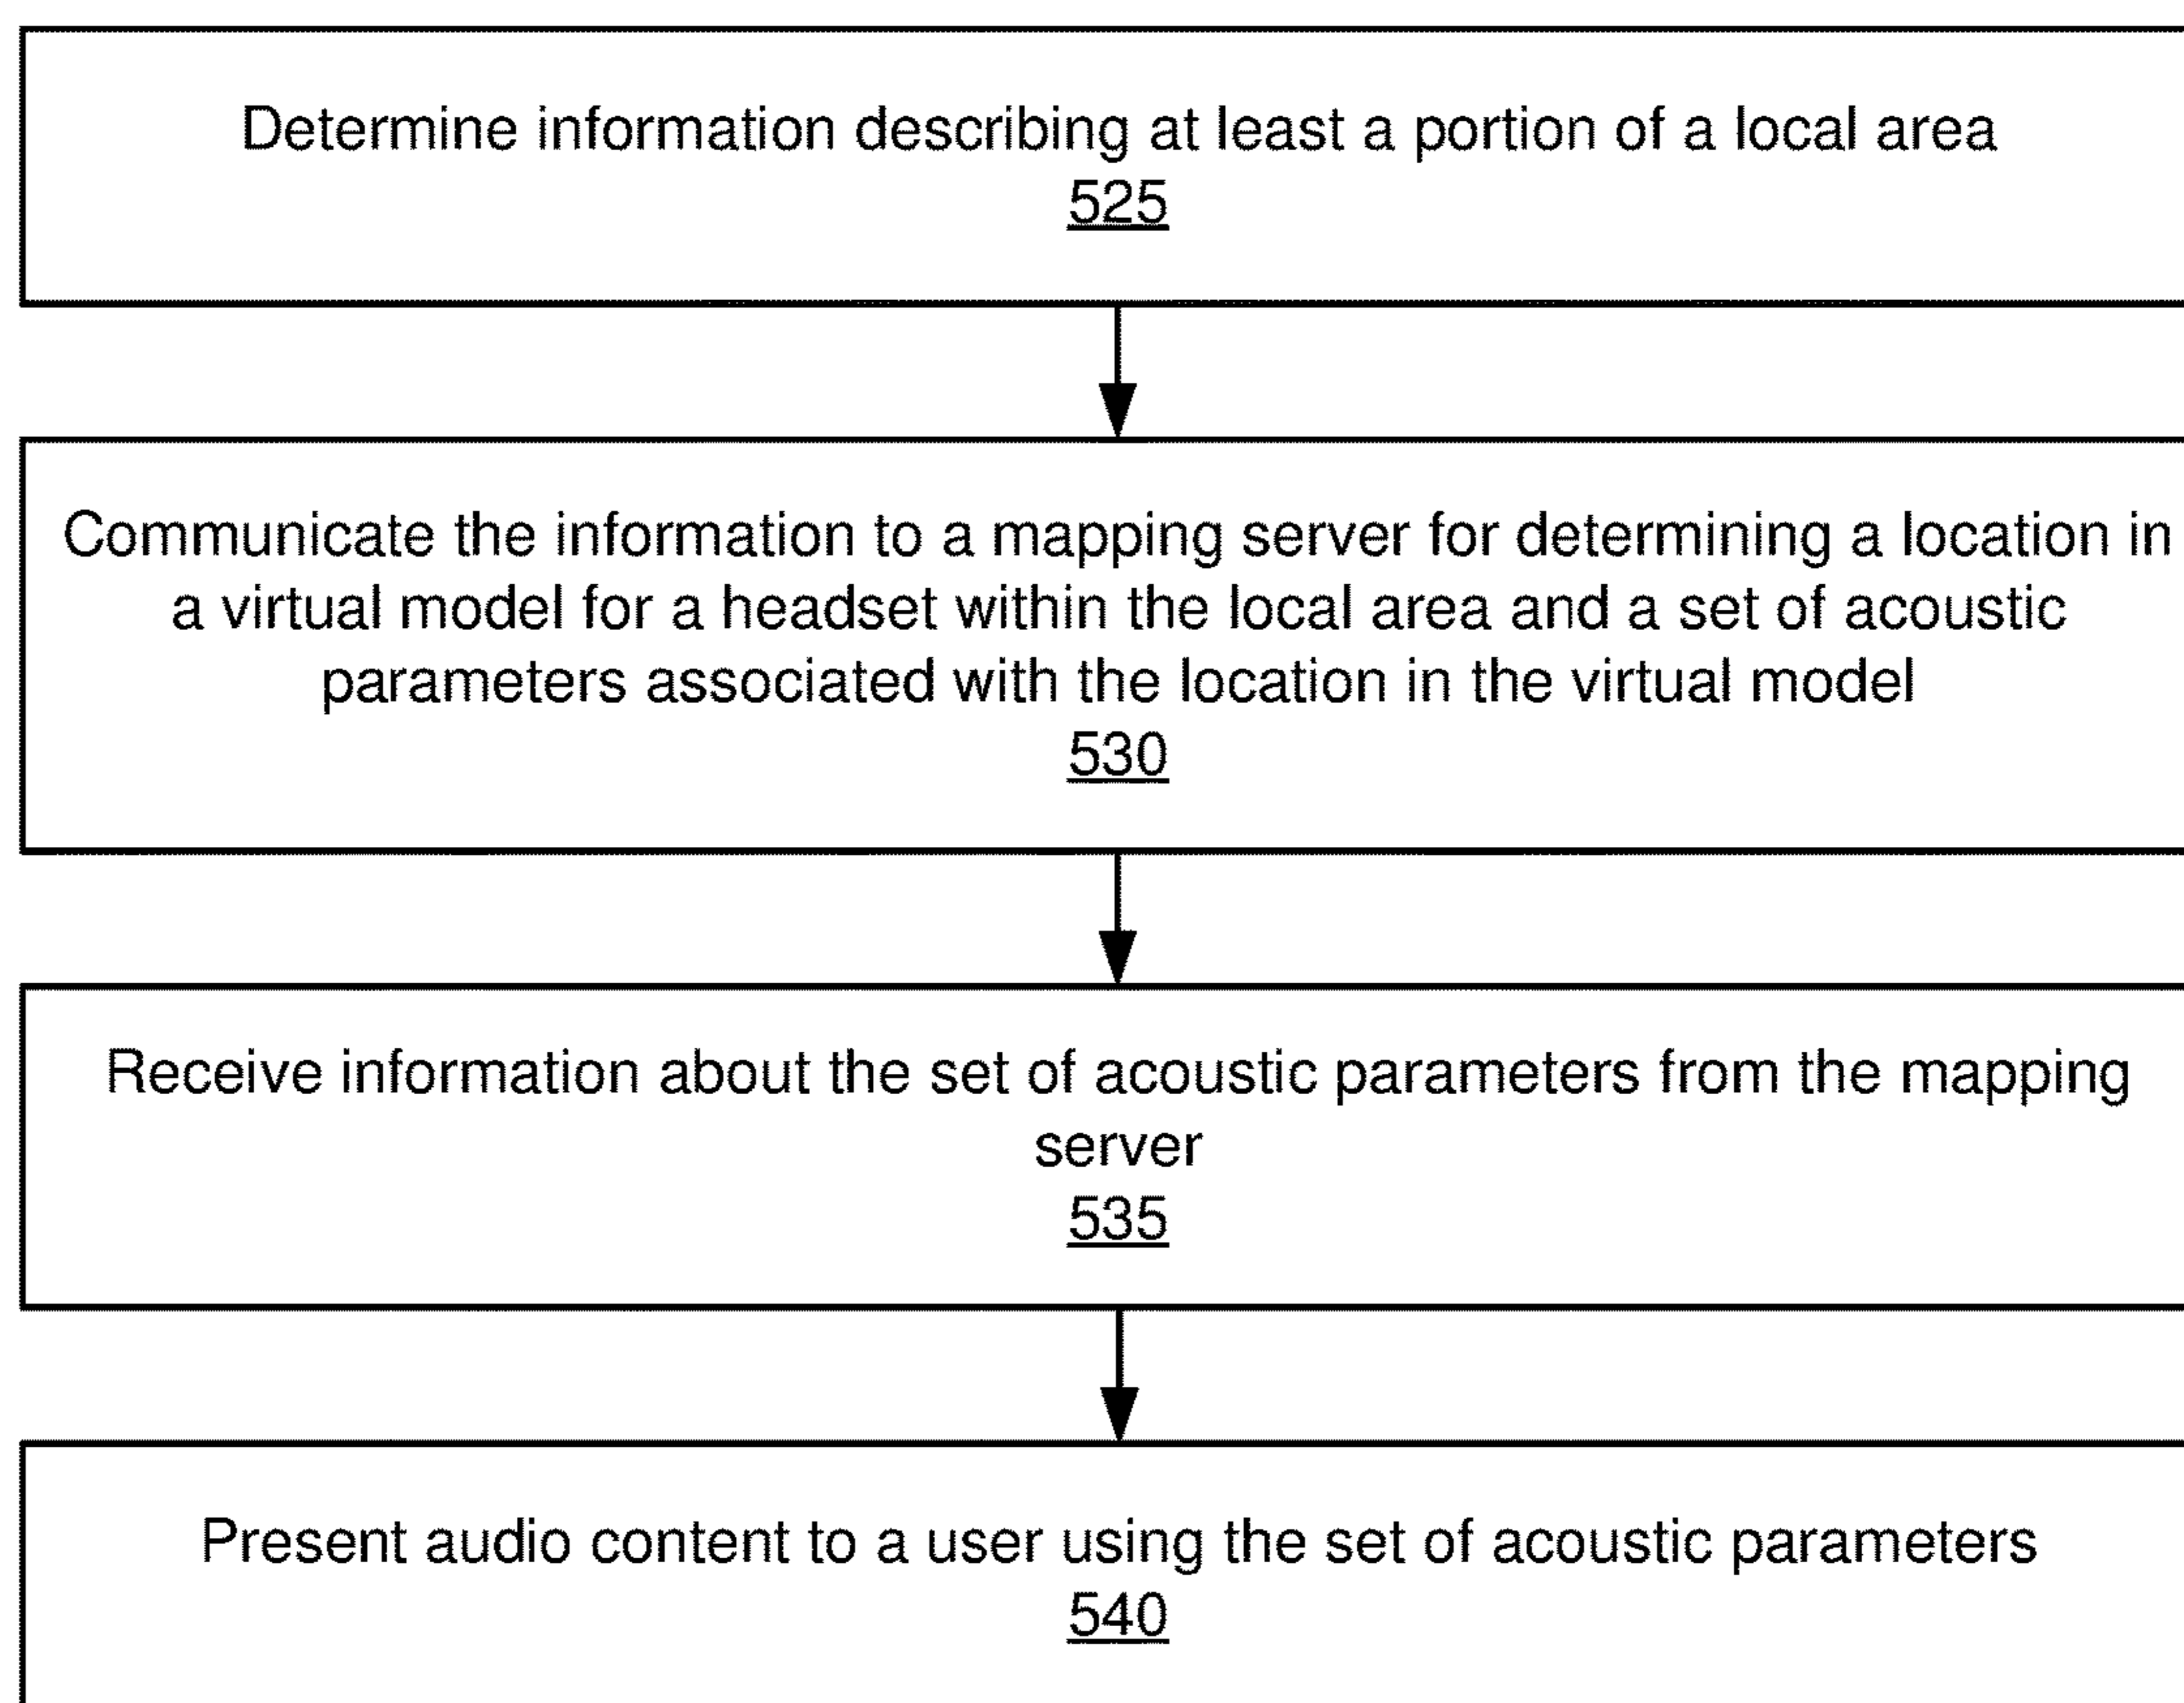 Determine information describing at least a portion of a local area
525
Communicate the information to a mapping server for determining a location in
a virtual model for a headset within the local area and a set of acoustic
parameters associated with the location in the virtual model
530
Receive information about the set of acoustic parameters from the mapping
server
535
Present audio content to a user using the set of acoustic parameters
540